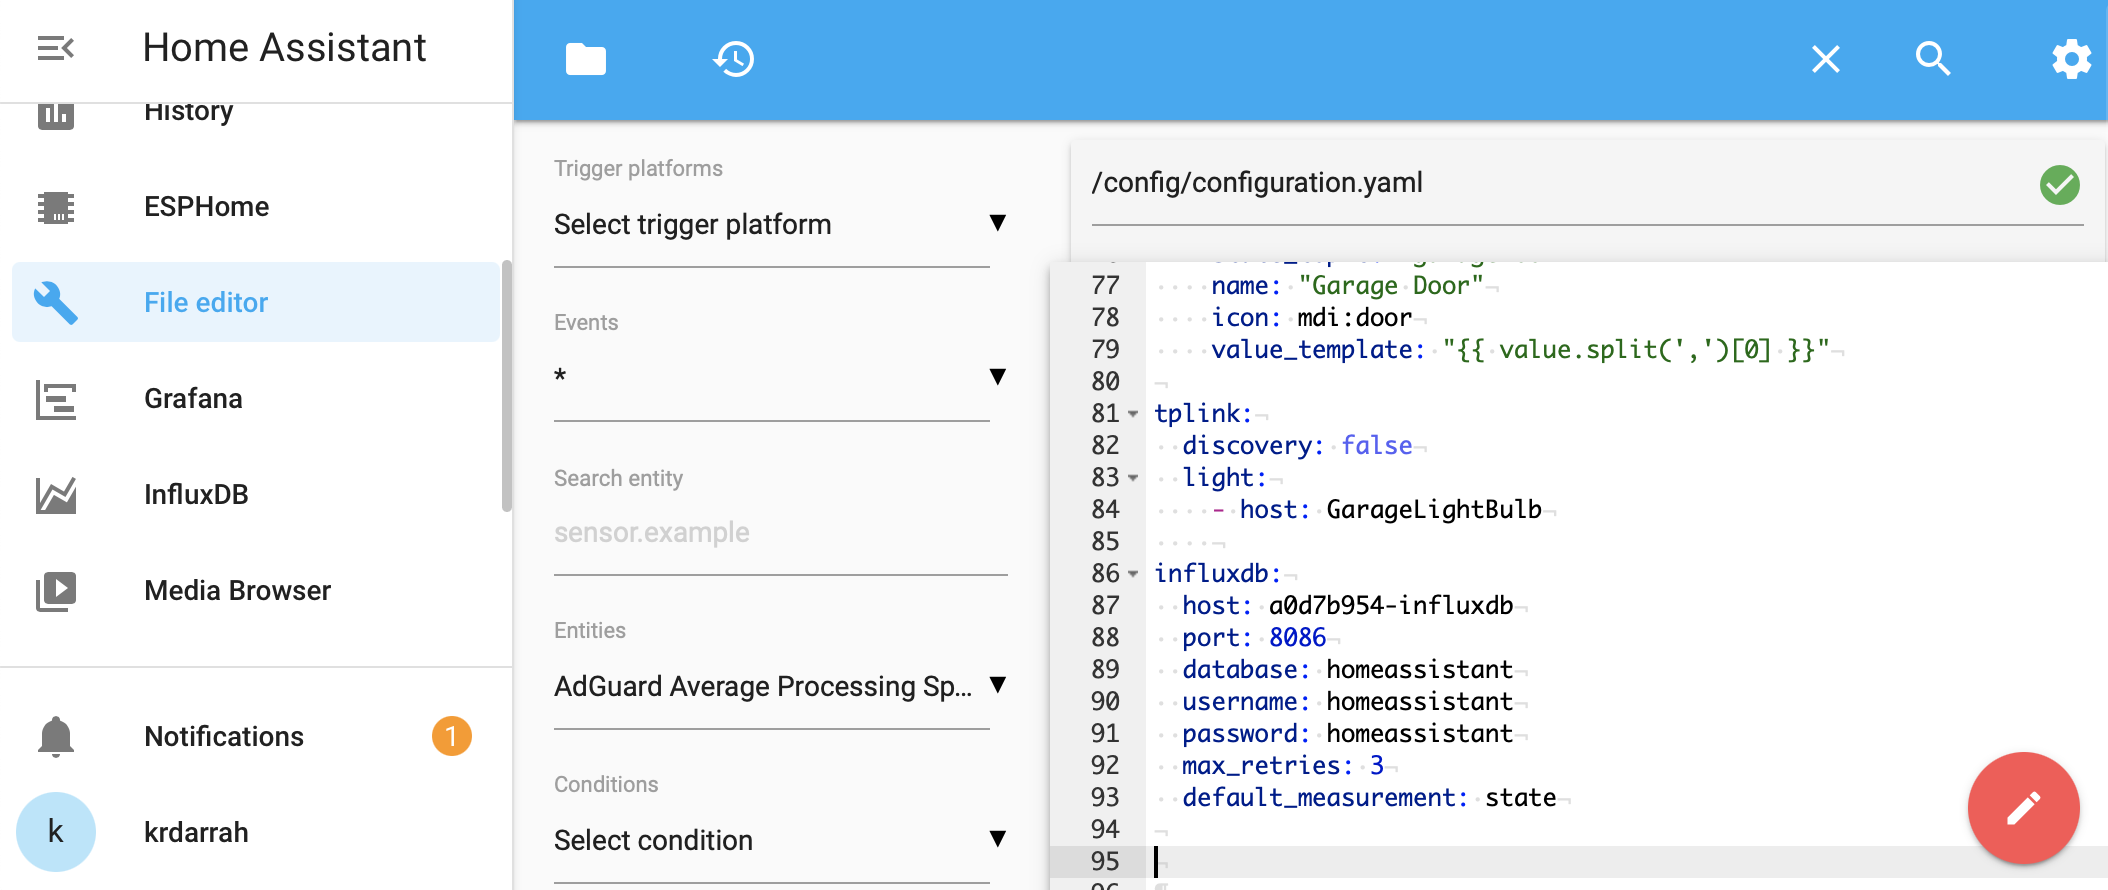 Home Assistant
History
ESPHome
File editor
Grafana
InfluxDB
Media Browser
Notifications 1
k krdarrah
Trigger platforms
Select trigger platform
Events
*
Search entity
sensor.example
Entities
AdGuard Average Processing Sp...
Conditions
Select condition
/config/configuration.yaml
77 name: "Garage Door"
78 icon: mdi:door
79 value_template: "{{ value.split(',')[0] }}"
80
81 tplink:
82 discovery: false
83 light:
84 - host: GarageLightBulb
85
86 influxdb:
87 host: a0d7b954-influxdb
88 port: 8086
89 database: homeassistant
90 username: homeassistant
91 password: homeassistant
92 max_retries: 3
93 default_measurement: state
94
95